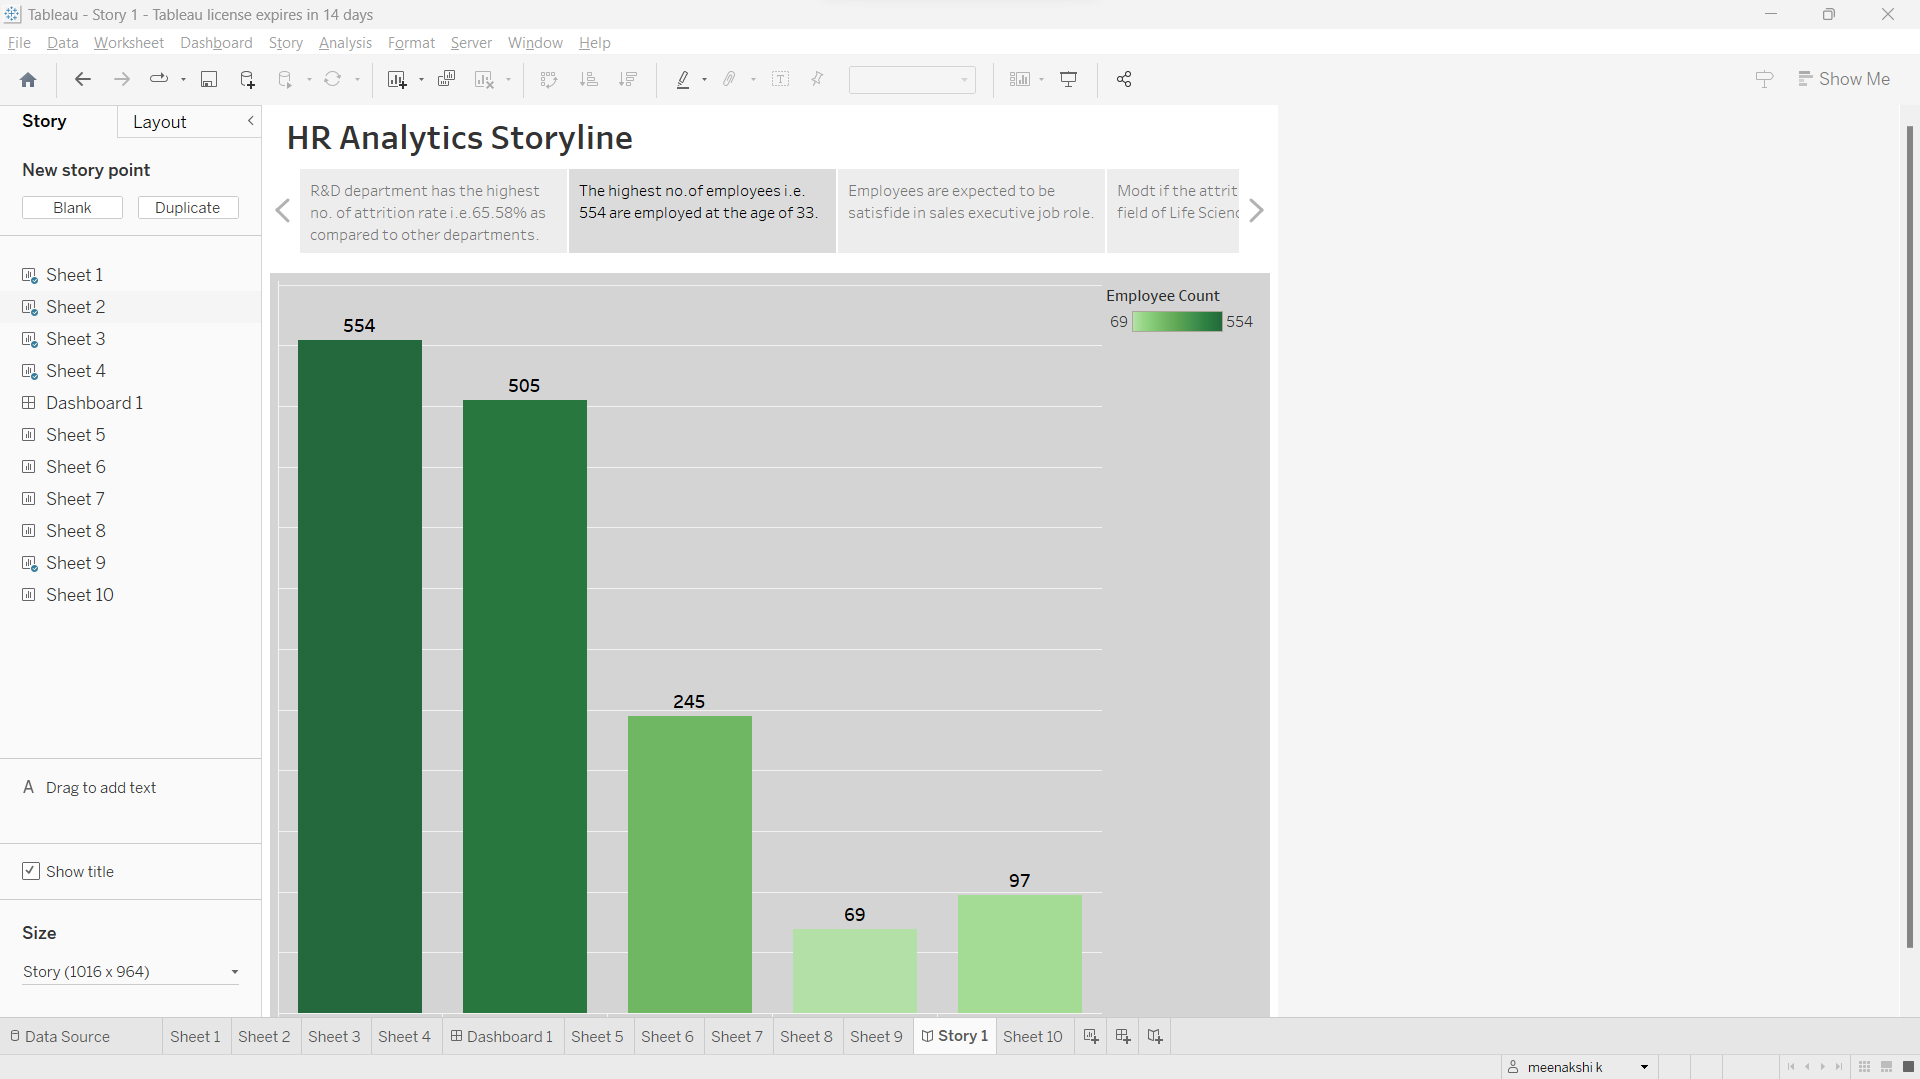 Tableau - Story 1 - Tableau license expires in 14 days
File Data Worksheet Dashboard Story Analysis Format Server Window Help
Show Me
Story Layout
New story point
Blank Duplicate
Sheet 1
Sheet 2
Sheet 3
Sheet 4
Dashboard 1
Sheet 5
Sheet 6
Sheet 7
Sheet 8
Sheet 9
Sheet 10
A Drag to add text
Show title
Size
Story (1016 x 964)
HR Analytics Storyline
R&D department has the highest
no. of attrition rate i.e.65.58% as
compared to other departments.
The highest no.of employees i.e.
554 are employed at the age of 33.
Employees are expected to be
satisfide in sales executive job role.
Modt if the attrit
field of Life Scienc
Employee Count
69 554
554
505
245
69
97
Data Source Sheet 1 Sheet 2 Sheet 3 Sheet 4 Dashboard 1 Sheet 5 Sheet 6 Sheet 7 Sheet 8 Sheet 9 Story 1 Sheet 10
meenakshi k